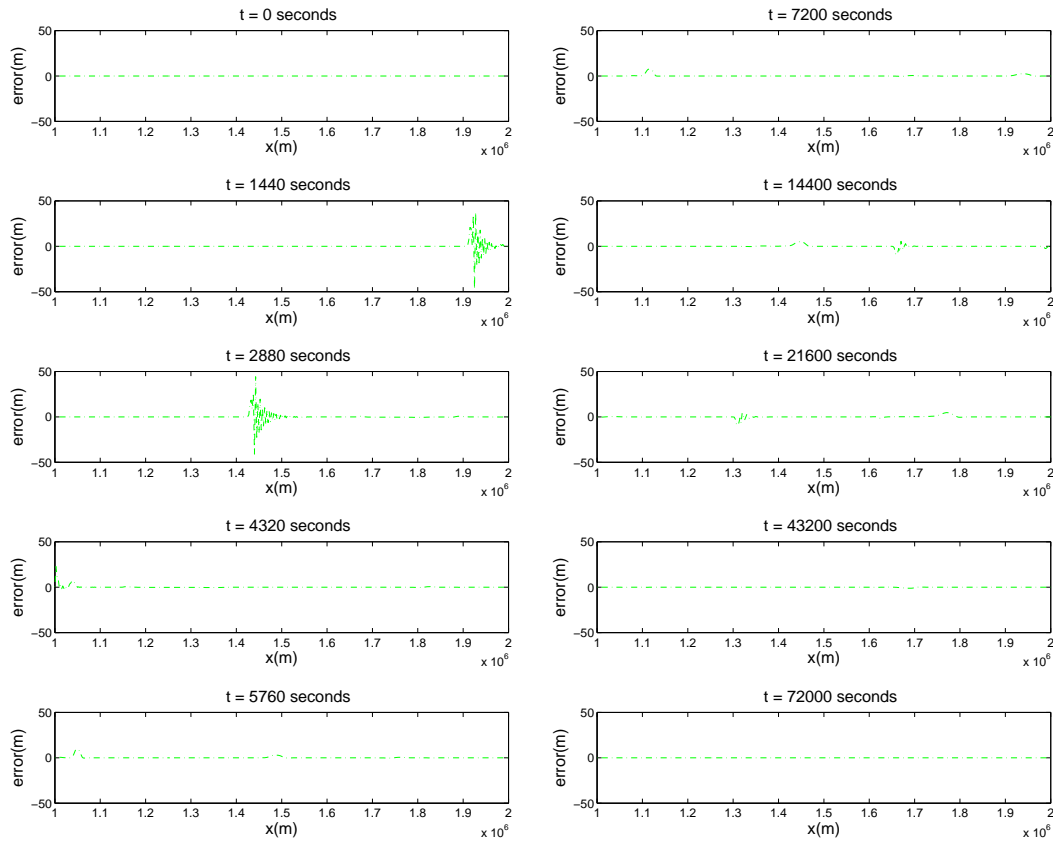 t = 0 seconds
50
0
−50
error(m)
1 1.1 1.2 1.3 1.4 1.5 1.6 1.7 1.8 1.9 2
x 10^6
x(m)
t = 1440 seconds
50
0
−50
error(m)
1 1.1 1.2 1.3 1.4 1.5 1.6 1.7 1.8 1.9 2
x 10^6
x(m)
t = 2880 seconds
50
0
−50
error(m)
1 1.1 1.2 1.3 1.4 1.5 1.6 1.7 1.8 1.9 2
x 10^6
x(m)
t = 4320 seconds
50
0
−50
error(m)
1 1.1 1.2 1.3 1.4 1.5 1.6 1.7 1.8 1.9 2
x 10^6
x(m)
t = 5760 seconds
50
0
−50
error(m)
1 1.1 1.2 1.3 1.4 1.5 1.6 1.7 1.8 1.9 2
x 10^6
x(m)
t = 7200 seconds
50
0
−50
error(m)
1 1.1 1.2 1.3 1.4 1.5 1.6 1.7 1.8 1.9 2
x 10^6
x(m)
t = 14400 seconds
50
0
−50
error(m)
1 1.1 1.2 1.3 1.4 1.5 1.6 1.7 1.8 1.9 2
x 10^6
x(m)
t = 21600 seconds
50
0
−50
error(m)
1 1.1 1.2 1.3 1.4 1.5 1.6 1.7 1.8 1.9 2
x 10^6
x(m)
t = 43200 seconds
50
0
−50
error(m)
1 1.1 1.2 1.3 1.4 1.5 1.6 1.7 1.8 1.9 2
x 10^6
x(m)
t = 72000 seconds
50
0
−50
error(m)
1 1.1 1.2 1.3 1.4 1.5 1.6 1.7 1.8 1.9 2
x 10^6
x(m)